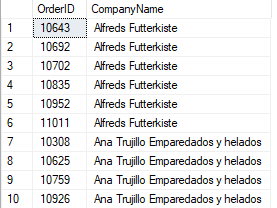 OrderID CompanyName
1 10643 Alfreds Futterkiste
2 10692 Alfreds Futterkiste
3 10702 Alfreds Futterkiste
4 10835 Alfreds Futterkiste
5 10952 Alfreds Futterkiste
6 11011 Alfreds Futterkiste
7 10308 Ana Trujillo Emparedados y helados
8 10625 Ana Trujillo Emparedados y helados
9 10759 Ana Trujillo Emparedados y helados
10 10926 Ana Trujillo Emparedados y helados